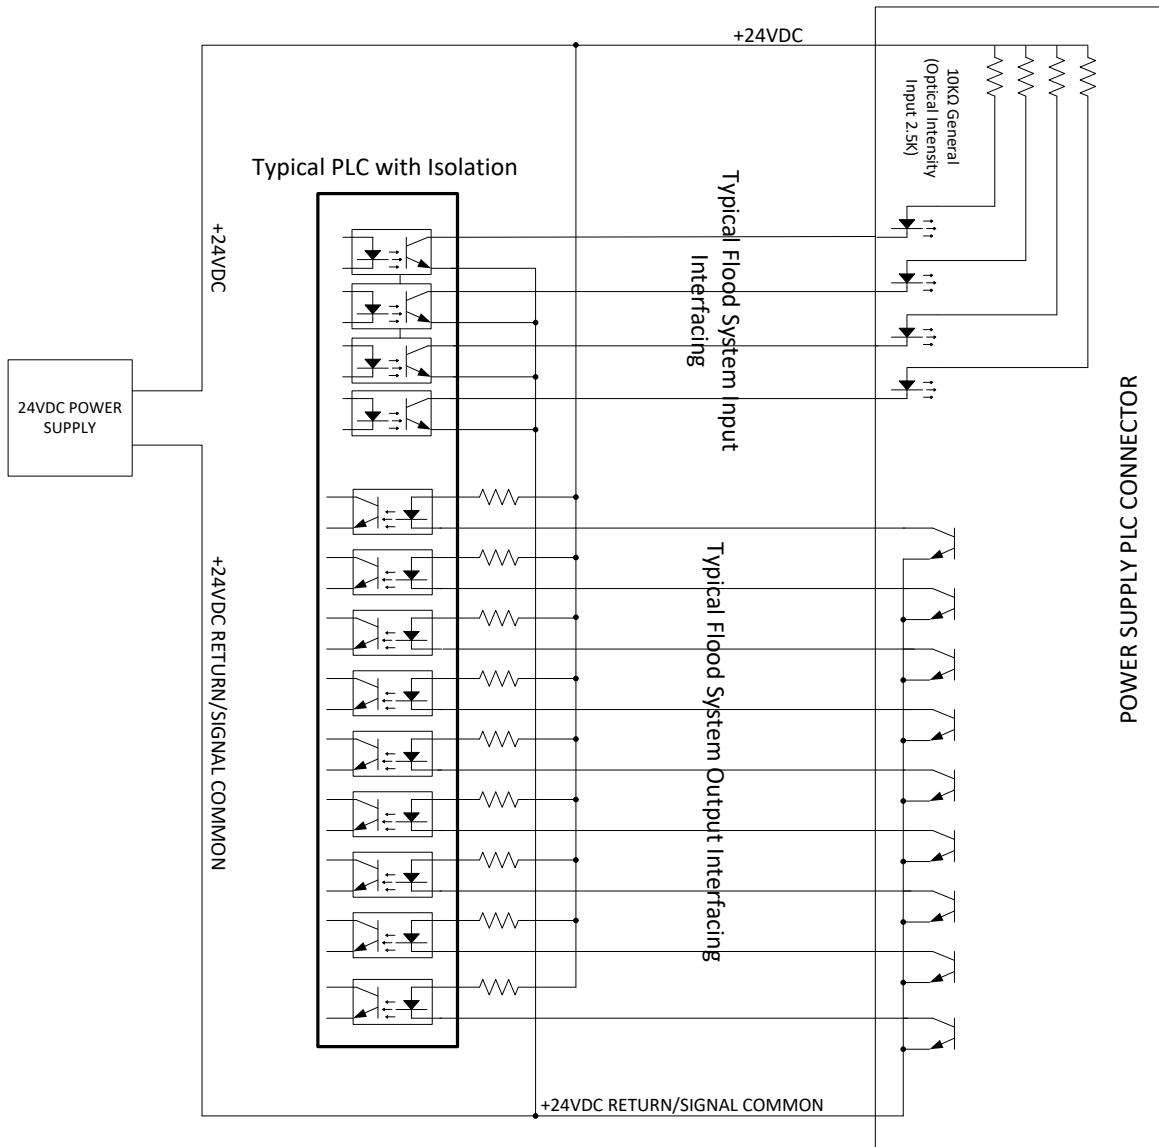 +24VDC
10KΩ General
(Optical Intensity
Input 2.5K)
Typical PLC with Isolation
Typical Flood System Input
Interfacing
+24VDC
24VDC POWER
SUPPLY
POWER SUPPLY PLC CONNECTOR
+24VDC RETURN/SIGNAL COMMON
Typical Flood System Output Interfacing
+24VDC RETURN/SIGNAL COMMON